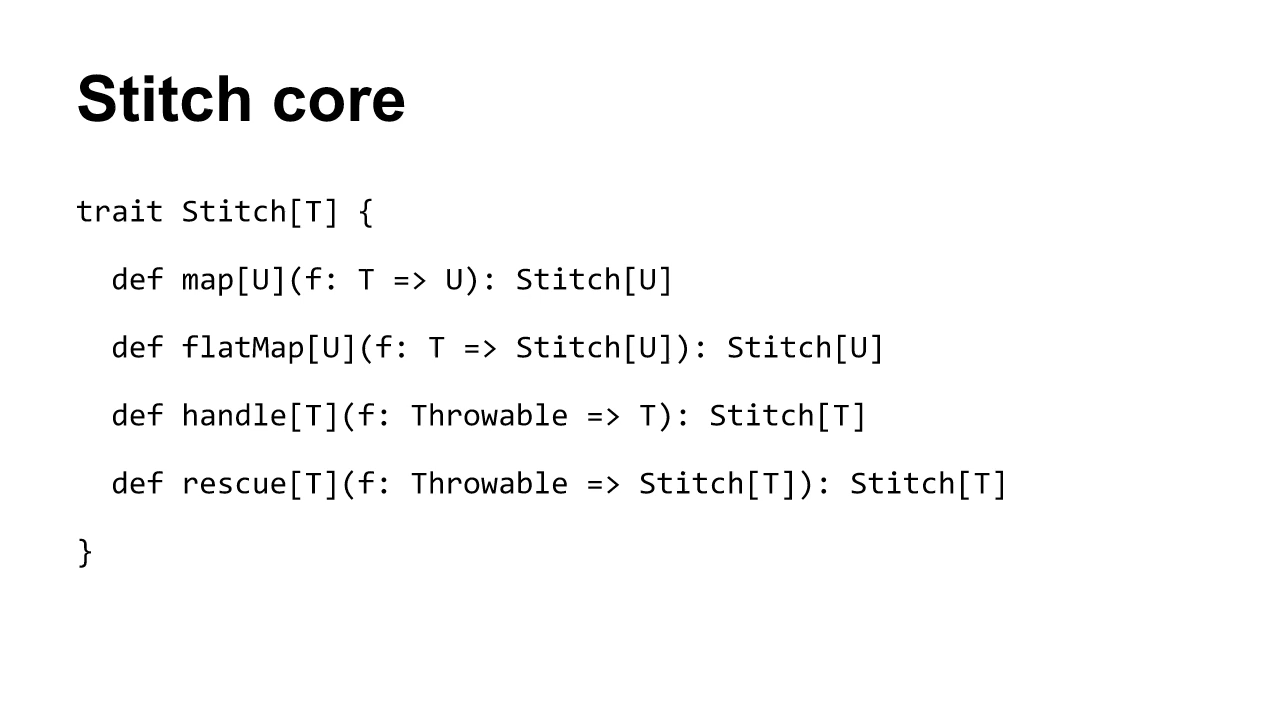 Stitch core
trait Stitch[T] {
  def map[U](f: T => U): Stitch[U]
  def flatMap[U](f: T => Stitch[U]): Stitch[U]
  def handle[T](f: Throwable => T): Stitch[T]
  def rescue[T](f: Throwable => Stitch[T]): Stitch[T]
}